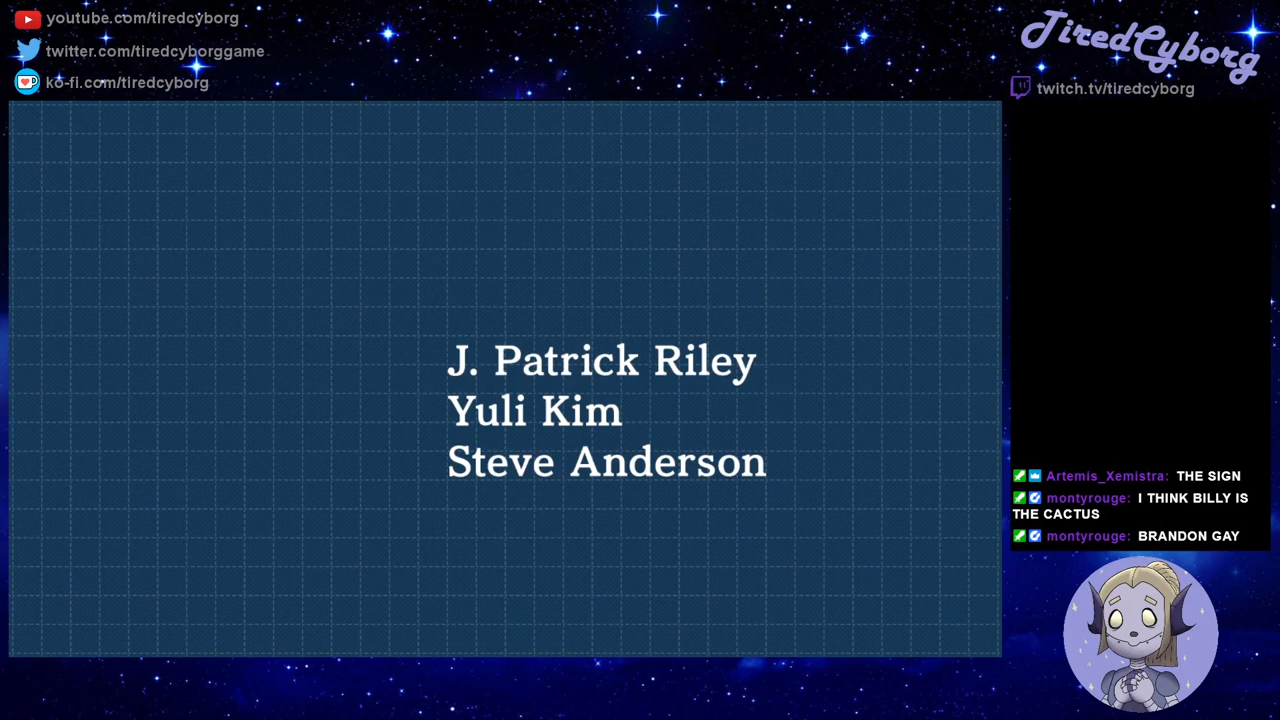 youtube.com/tiredcyborg
twitter.com/tiredcyborggame
ko-fi.com/tiredcyborg
TiredCyborg
twitch.tv/tiredcyborg
J. Patrick Riley
Yuli Kim
Steve Anderson
Artemis_Xemistra: THE SIGN
montyrouge: I THINK BILLY IS
THE CACTUS
montyrouge: BRANDON GAY